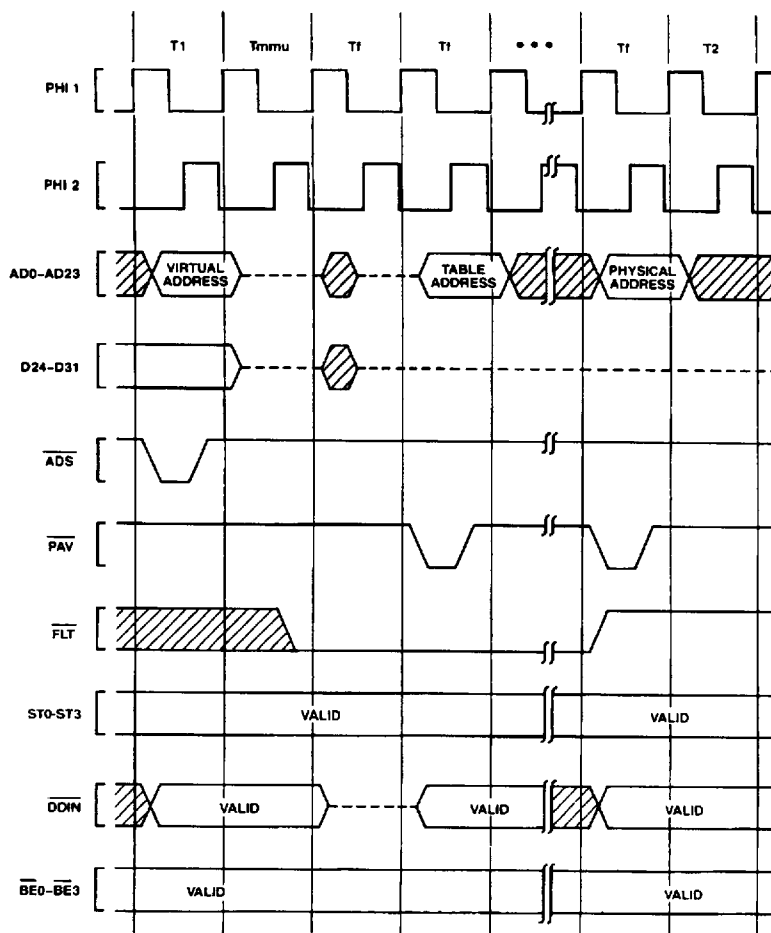 T1 Tmmu Tf Tf ••• Tf T2
PHI 1
PHI 2
AD0–AD23 VIRTUAL ADDRESS TABLE ADDRESS PHYSICAL ADDRESS
D24–D31
ADS
PAV
FLT
ST0-ST3 VALID VALID
DDIN VALID VALID VALID
BE0–BE3 VALID VALID